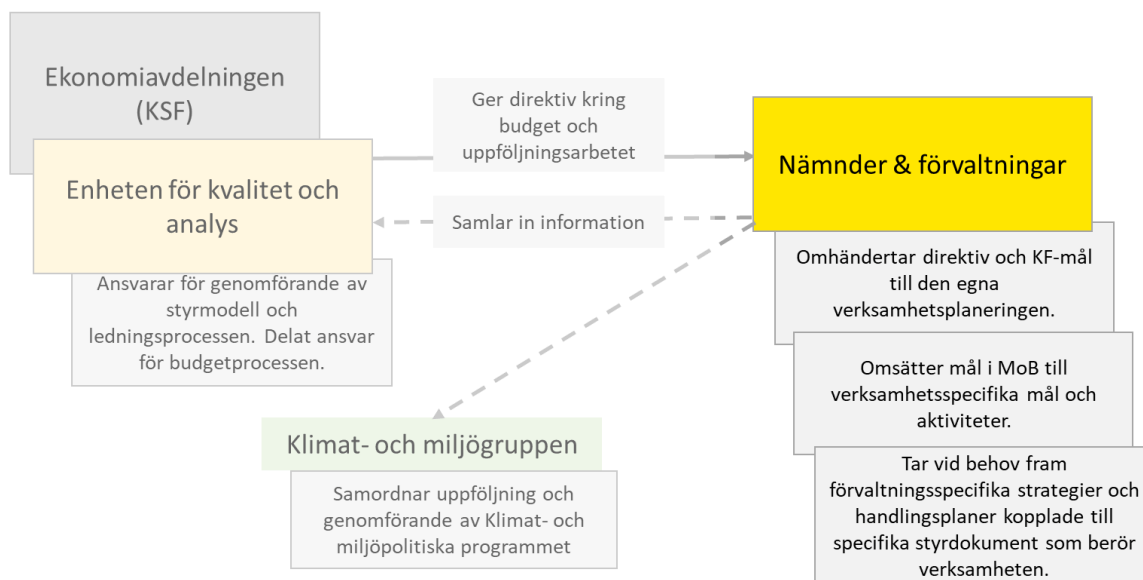 Ekonomiavdelningen
(KSF)
Enheten för kvalitet och
analys
Ansvarar för genomförande av
styrmodell och
ledningsprocessen. Delat ansvar
för budgetprocessen.
Ger direktiv kring
budget och
uppföljningsarbetet
Samlar in information
Nämnder & förvaltningar
Omhändertar direktiv och KF-mål
till den egna
verksamhetsplaneringen.
Omsätter mål i MoB till
verksamhetsspecifika mål och
aktiviteter.
Tar vid behov fram
förvaltningsspecifika strategier och
handlingsplaner kopplade till
specifika styrdokument som berör
verksamheten.
Klimat- och miljögruppen
Samordnar uppföljning och
genomförande av Klimat- och
miljöpolitiska programmet